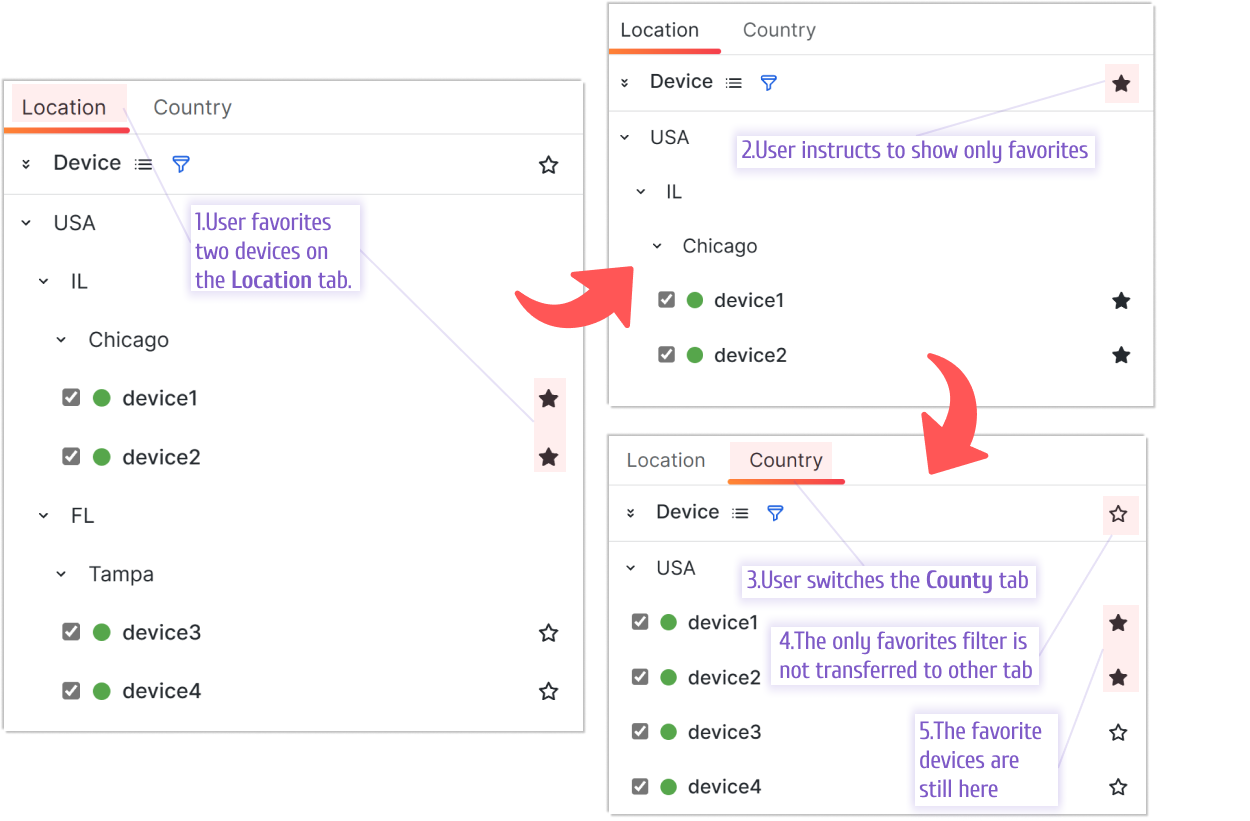 Location Country
Device
USA
1.User favorites
two devices on
the Location tab.
IL
Chicago
device1
device2
FL
Tampa
device3
device4
Location Country
Device
USA
2.User instructs to show only favorites
IL
Chicago
device1
device2
Location Country
Device
USA
3.User switches the County tab
device1
4.The only favorites filter is
not transferred to other tab
device2
device3
5.The favorite
devices are
still here
device4